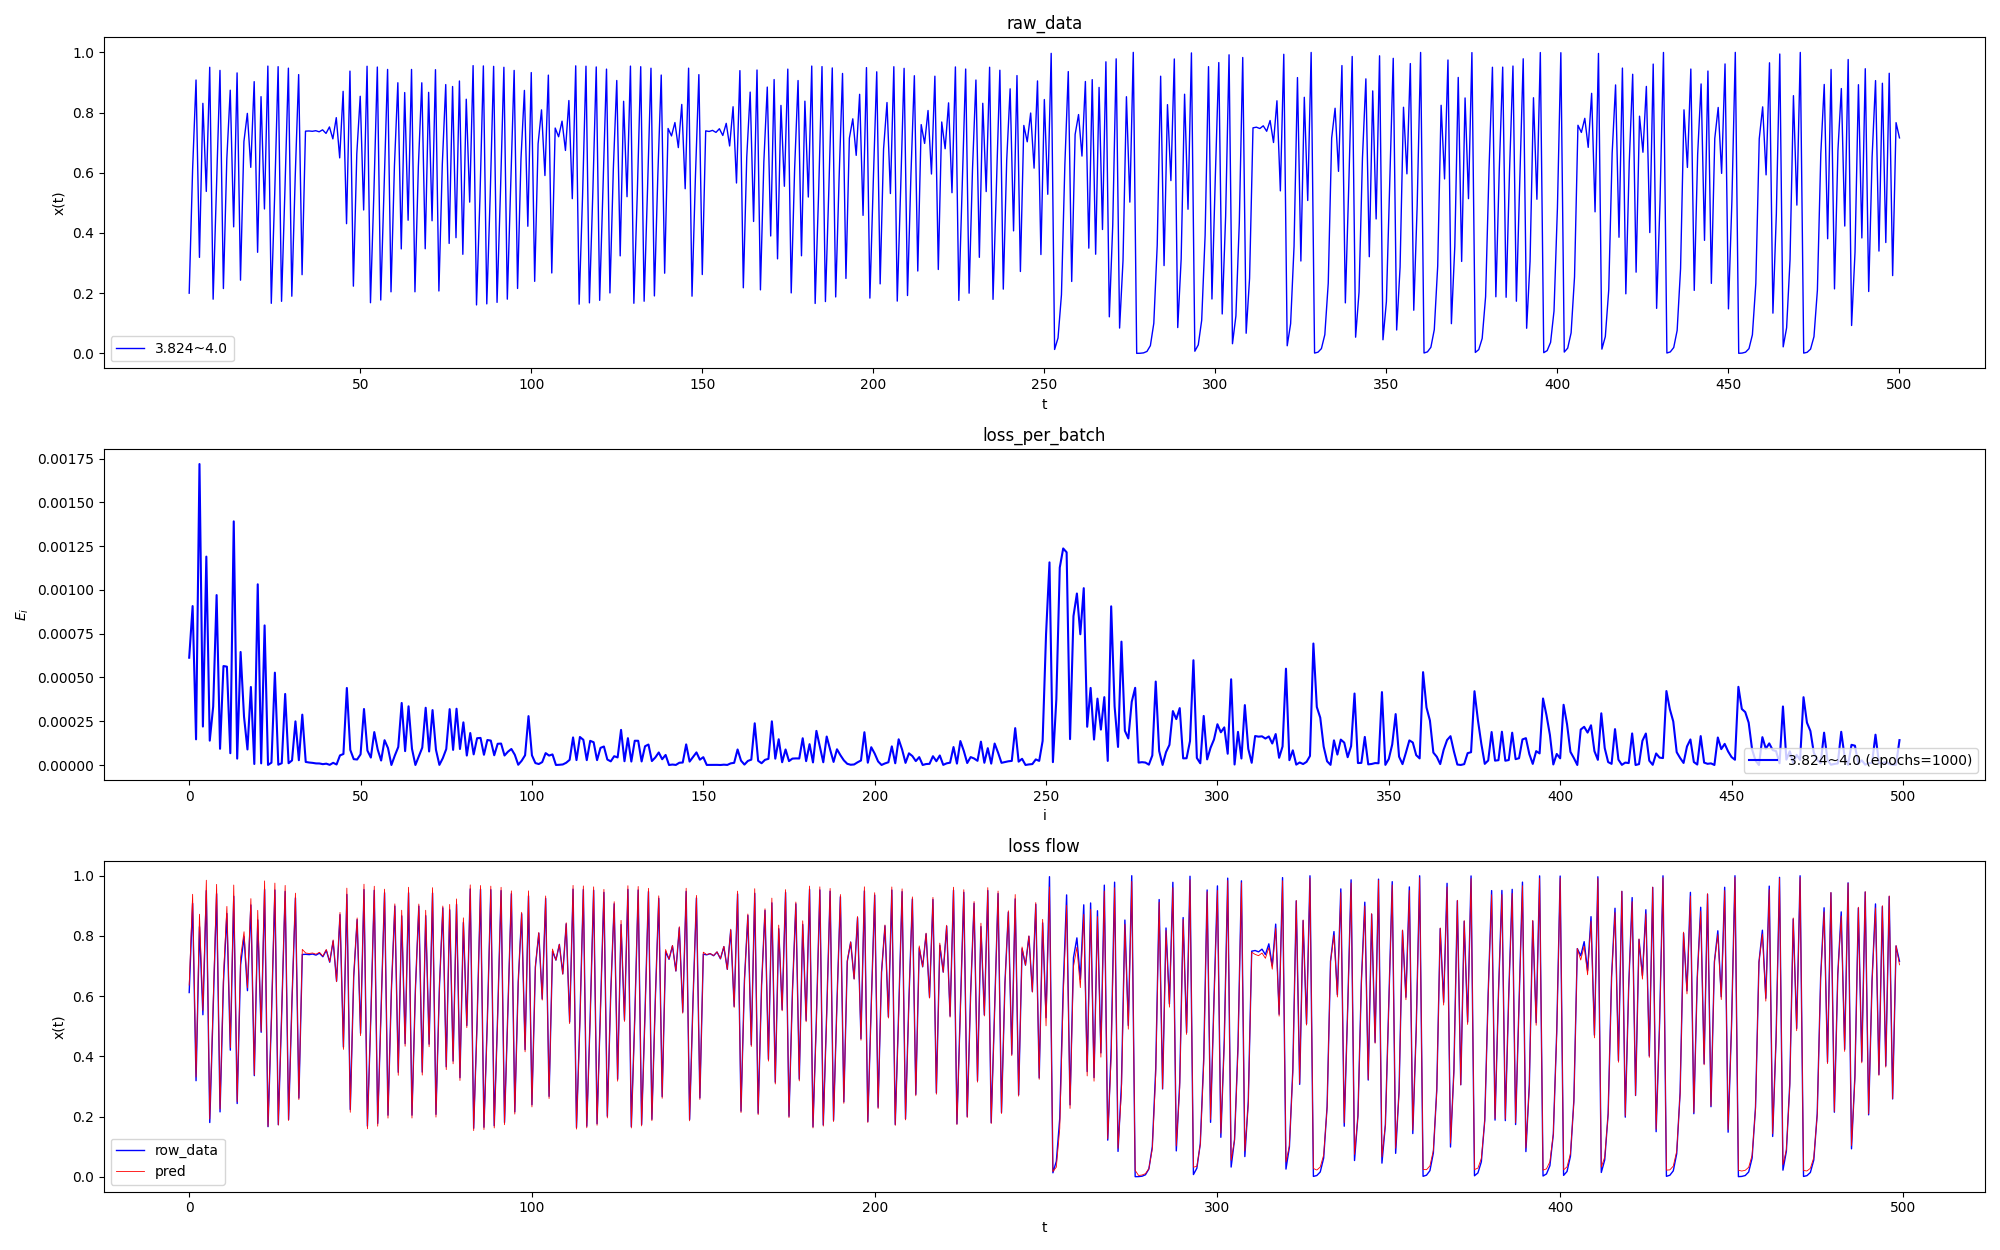 raw_data
1.0
0.8
0.6
0.4
0.2
0.0
x(t)
3.824~4.0
50 100 150 200 250 300 350 400 450 500
t
loss_per_batch
0.00175
0.00150
0.00125
0.00100
0.00075
0.00050
0.00025
0.00000
E_i
3.824~4.0 (epochs=1000)
0 50 100 150 200 250 300 350 400 450 500
i
loss flow
1.0
0.8
0.6
0.4
0.2
0.0
x(t)
row_data
pred
0 100 200 300 400 500
t